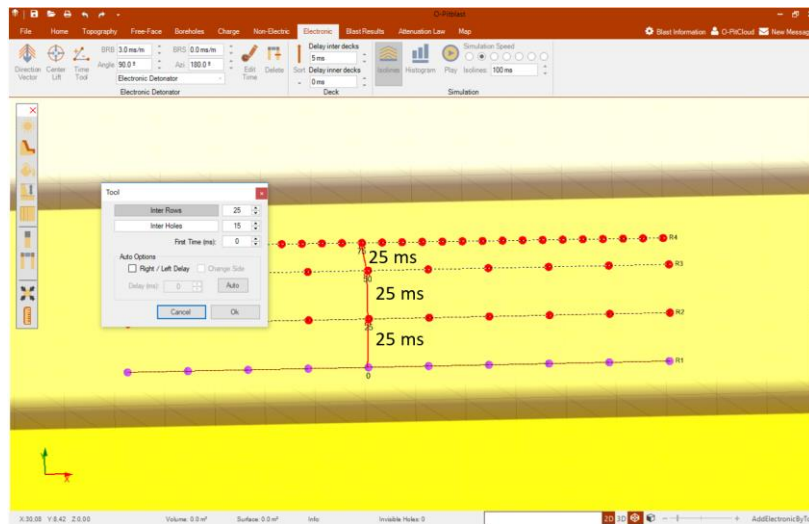 O-Pitblast
File Home Topography Free-Face Boreholes Charge Non-Electric Electronic Blast Results Attenuation Law Map Blast Information O-PitCloud New Message
Direction Vector Center Lift Time Tool BRB 3.0 ms/m BRS 0.0 ms/m Edit Time Delete Sort Delay inter decks Isolines Histogram Play Simulation Speed
Angle 90.0 º Azi 180.0 º 5 ms Isolines 100 ms
Electronic Detonator Delay inner decks
0 ms
Electronic Detonator Deck Simulation
Tool
Inter Rows 25
Inter Holes 15
First Time (ms): 0
Auto Options
Right / Left Delay Change Side
Delay (ms) 0 Auto
Cancel Ok
75 R4
25 ms
50 R3
25 ms
25 R2
25 ms
0 R1
Y
X
X:30,08 Y:8,42 Z:0,00 Volume: 0.0 m³ Surface: 0.0 m² Info Invisible Holes: 0 2D 3D AddElectronicByTo